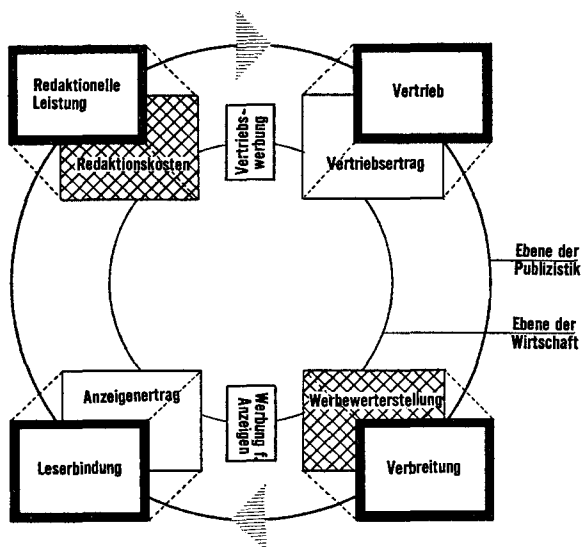 Redaktionelle
Leistung
Vertrieb
Redaktionskosten
Vertriebs-
werbung
Vertriebsertrag
Ebene der
Publizistik
Ebene der
Wirtschaft
Anzeigenertrag
Werbung f.
Anzeigen
Werbewerterstellung
Leserbindung
Verbreitung